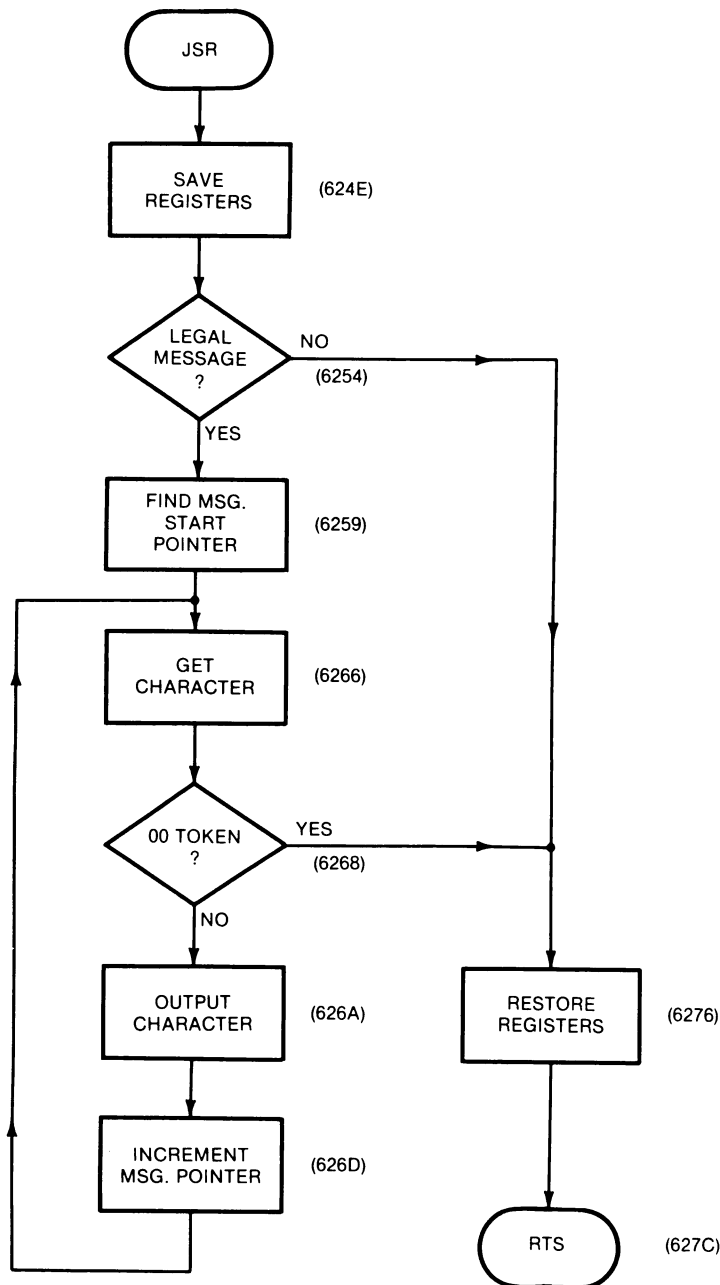 JSR
SAVE
REGISTERS
(624E)
LEGAL
MESSAGE
?
NO
(6254)
YES
FIND MSG.
START
POINTER
(6259)
GET
CHARACTER
(6266)
00 TOKEN
?
YES
(6268)
NO
OUTPUT
CHARACTER
(626A)
RESTORE
REGISTERS
(6276)
INCREMENT
MSG. POINTER
(626D)
RTS
(627C)